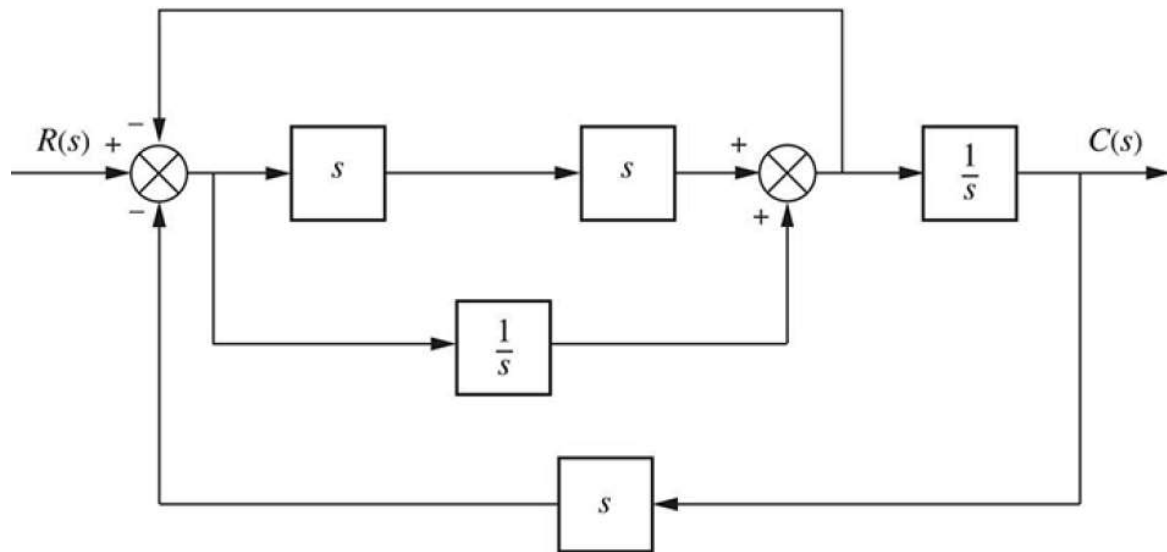 −
R(s) + s s + 1/s C(s)
−
+
1/s
s